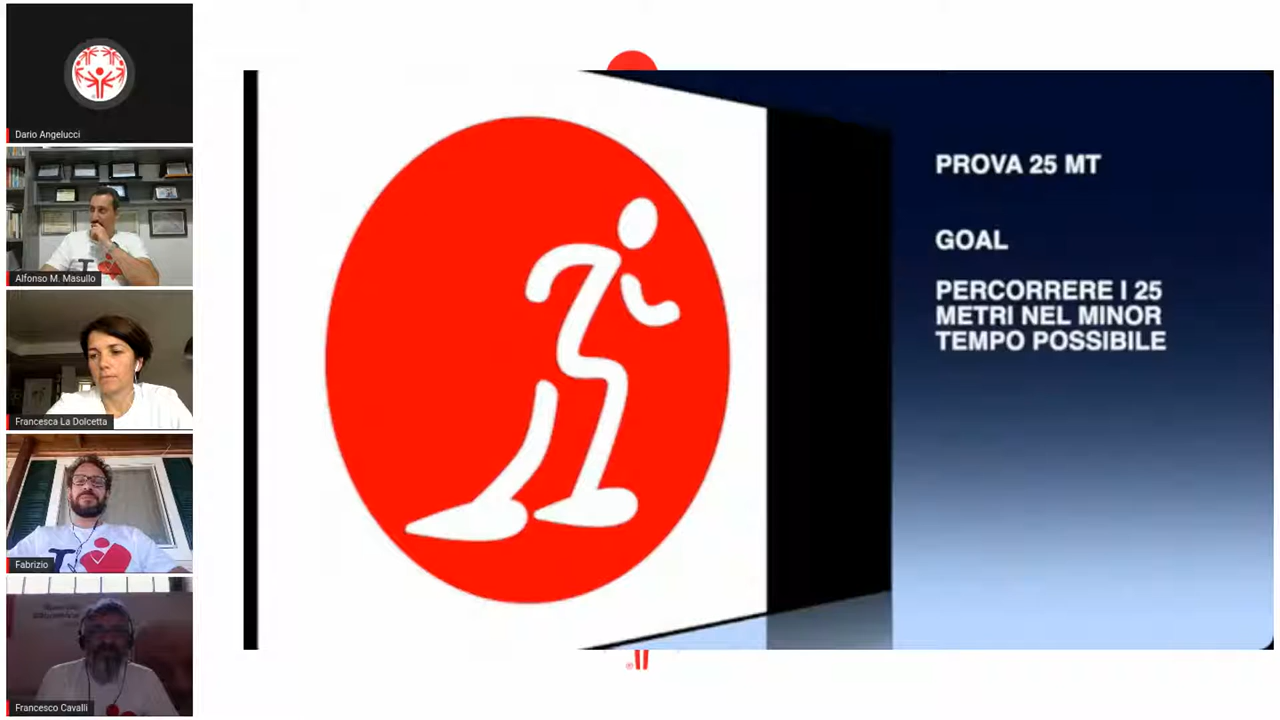 Dario Angelucci
Alfonso M. Masullo
Francesca La Dolcetta
Fabrizio
Francesco Cavalli
PROVA 25 MT
GOAL
PERCORRERE I 25
METRI NEL MINOR
TEMPO POSSIBILE